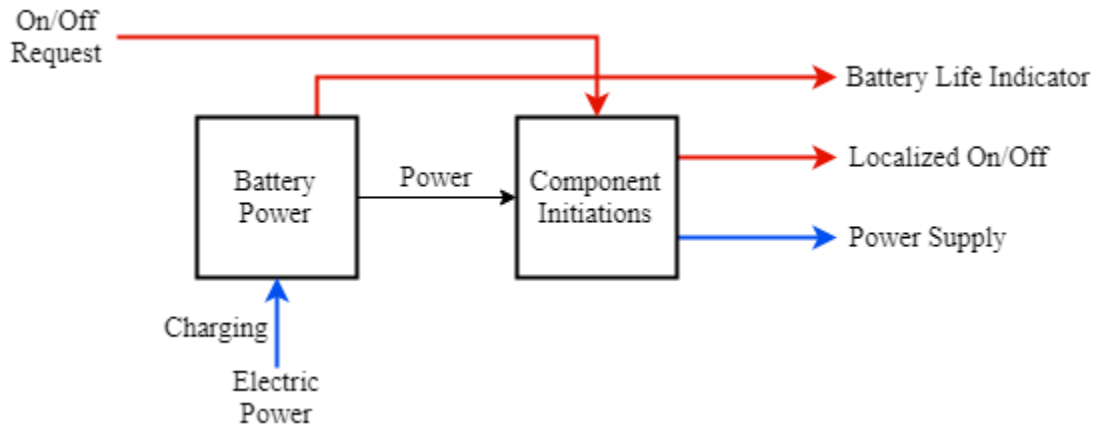 On/Off
Request
Battery Life Indicator
Localized On/Off
Power
Battery
Power
Component
Initiations
Power Supply
Charging
Electric
Power